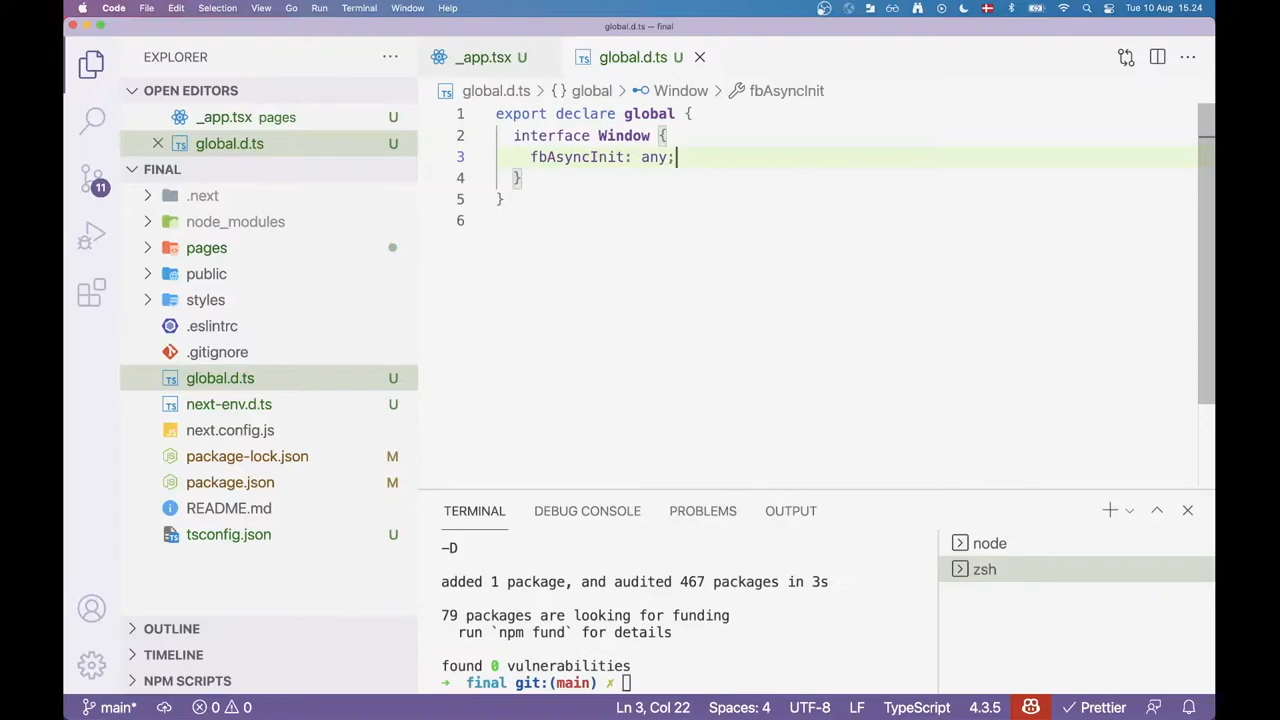 Code File Edit Selection View Go Run Terminal Window Help Tue 10 Aug 15.24
global.d.ts — final
EXPLORER
OPEN EDITORS
_app.tsx pages U
global.d.ts U
FINAL
.next
node_modules
pages
public
styles
.eslintrc
.gitignore
global.d.ts U
next-env.d.ts U
next.config.js
package-lock.json M
package.json M
README.md
tsconfig.json U
OUTLINE
TIMELINE
NPM SCRIPTS
11
_app.tsx U global.d.ts U
global.d.ts > {} global > Window > fbAsyncInit
1 export declare global {
2 interface Window {
3 fbAsyncInit: any;
4 }
5 }
6
TERMINAL DEBUG CONSOLE PROBLEMS OUTPUT
-D
added 1 package, and audited 467 packages in 3s
79 packages are looking for funding
run `npm fund` for details
found 0 vulnerabilities
→ final git:(main) ✗
node
zsh
main* 0 0 Ln 3, Col 22 Spaces: 4 UTF-8 LF TypeScript 4.3.5 Prettier